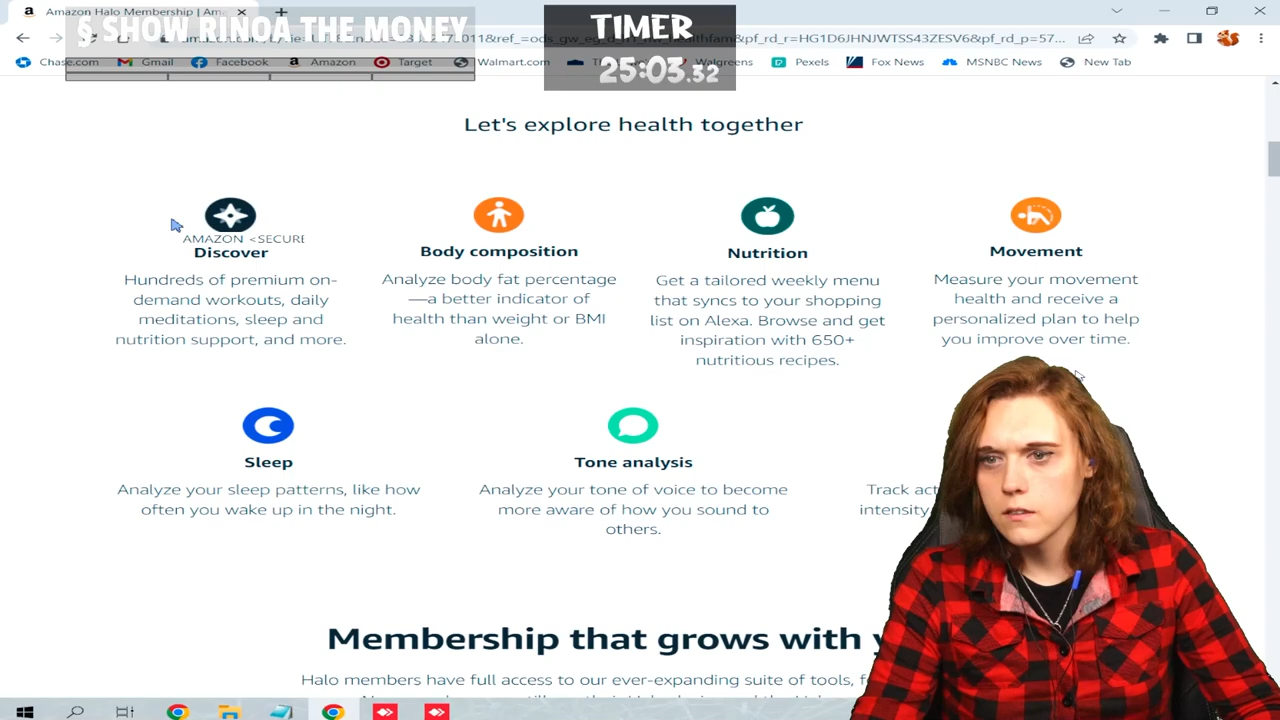 Amazon Halo Membership | Am
§ SHOW RINOA THE MONEY
TIMER
25:03.32
011&ref_=ods_gw_eg_d_h1_hw_healthfam&pf_rd_r=HG1D6JHNJWTSS43ZESV6&pf_rd_p=57...
Chase.com Gmail Facebook Amazon Target Walmart.com Walgreens Pexels Fox News MSNBC News New Tab
Let's explore health together
AMAZON <SECURE
Discover
Hundreds of premium on-
demand workouts, daily
meditations, sleep and
nutrition support, and more.
Body composition
Analyze body fat percentage
—a better indicator of
health than weight or BMI
alone.
Nutrition
Get a tailored weekly menu
that syncs to your shopping
list on Alexa. Browse and get
inspiration with 650+
nutritious recipes.
Movement
Measure your movement
health and receive a
personalized plan to help
you improve over time.
Sleep
Analyze your sleep patterns, like how
often you wake up in the night.
Tone analysis
Analyze your tone of voice to become
more aware of how you sound to
others.
Track act
intensity,
Membership that grows with
Halo members have full access to our ever-expanding suite of tools,